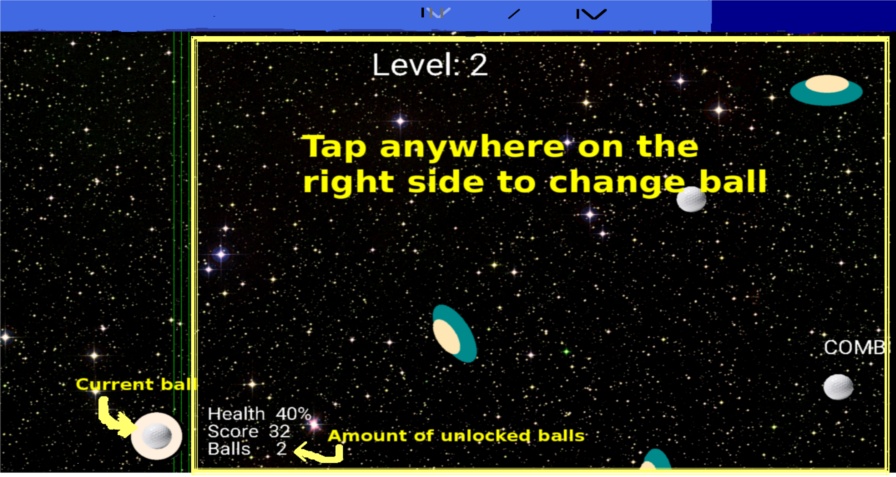 Level: 2
Tap anywhere on the
right side to change ball
COMB
Current ball
Health 40%
Score 32
Balls 2
Amount of unlocked balls